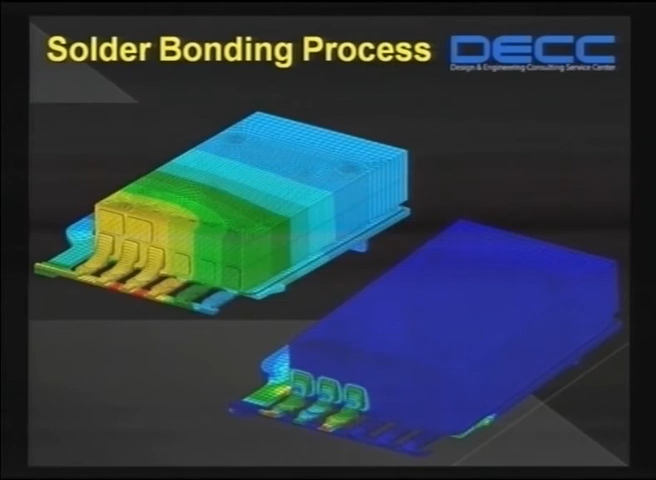 Solder Bonding Process
DECC
Design & Engineering Consulting Service Center